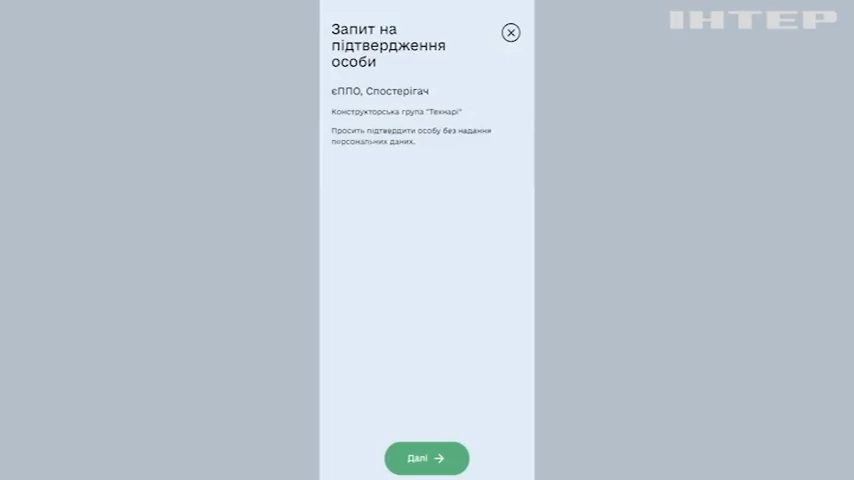 ІНТЕР
Запит на
підтвердження
особи
єППО, Спостерігач
Конструкторська група "Технарі"
Просить підтвердити особу без надання
персональних даних.
Далі